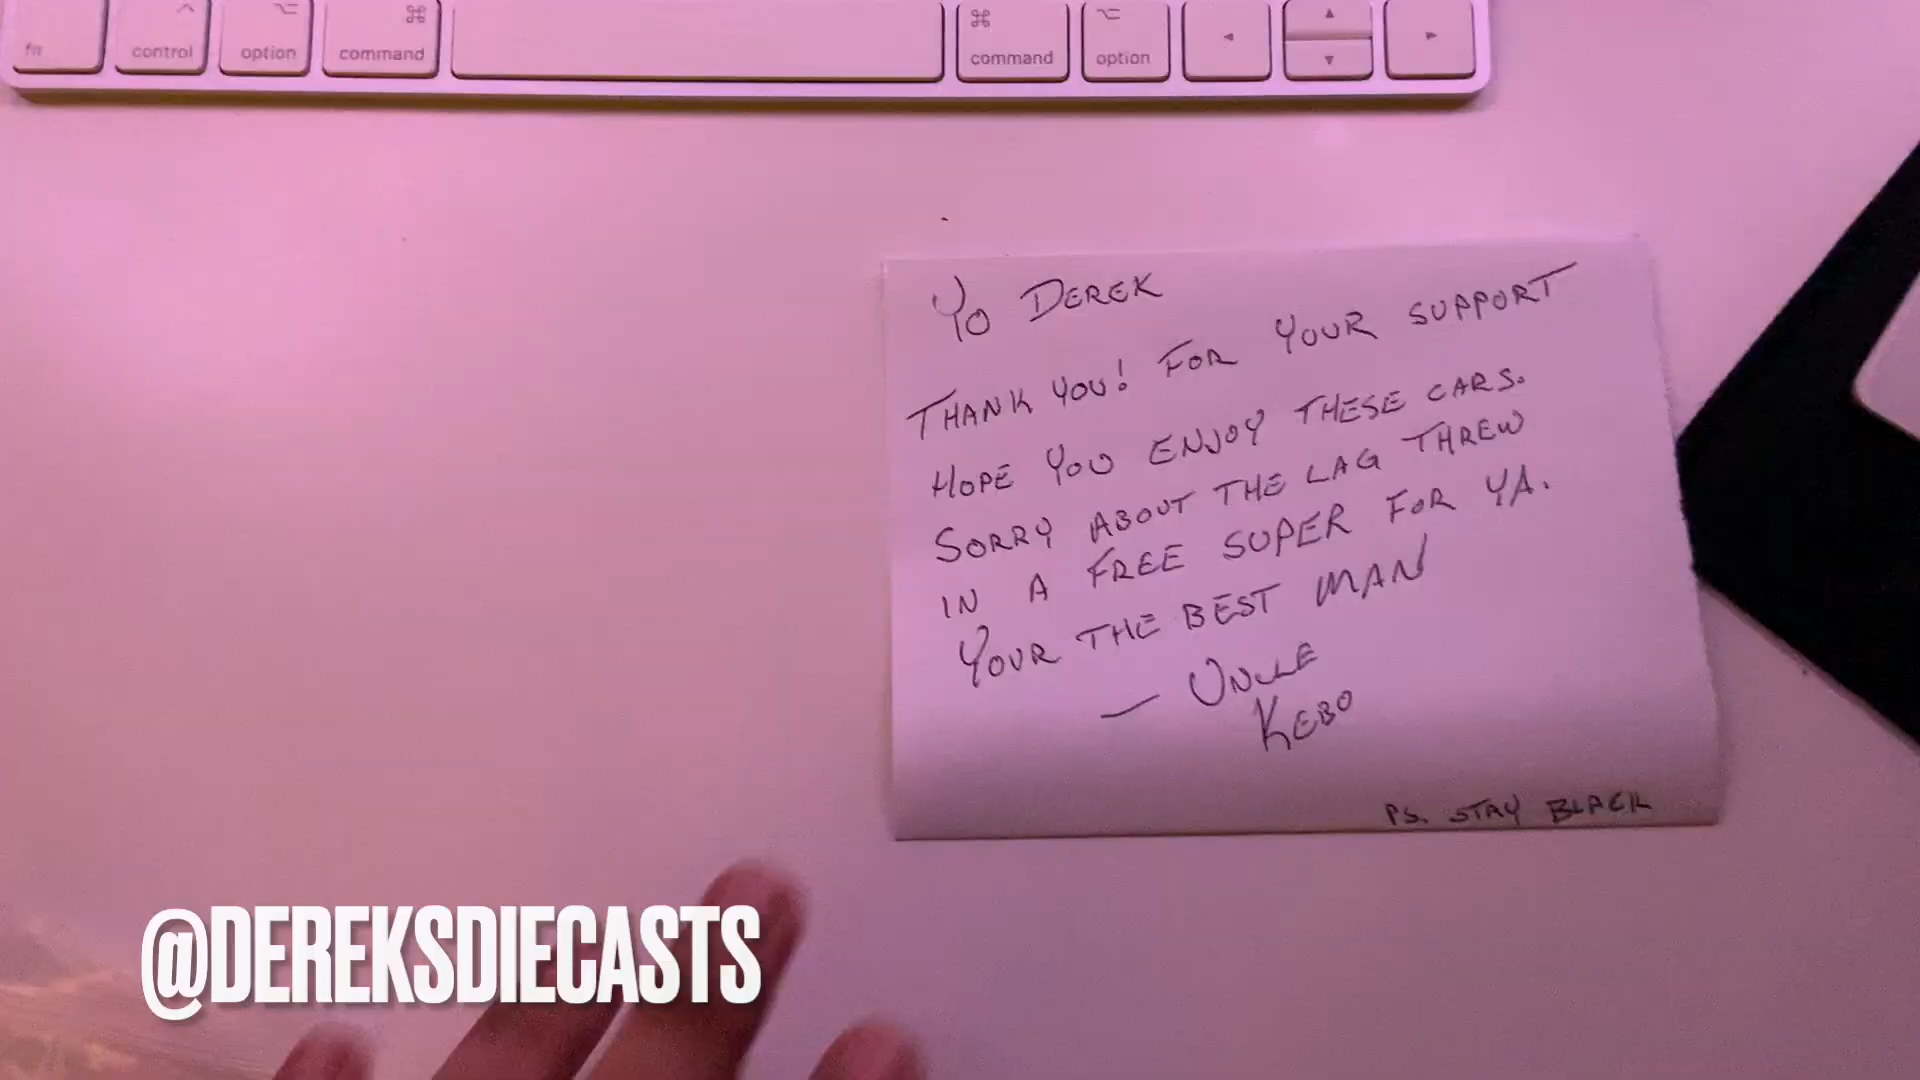 fn control option command command option
YO DEREK
THANK YOU! FOR YOUR SUPPORT
HOPE YOU ENJOY THESE CARS.
SORRY ABOUT THE LAG THREW
IN A FREE SUPER FOR YA.
YOUR THE BEST MAN
— UNCLE
KEBO
PS. STAY BLACK
@DEREKSDIECASTS